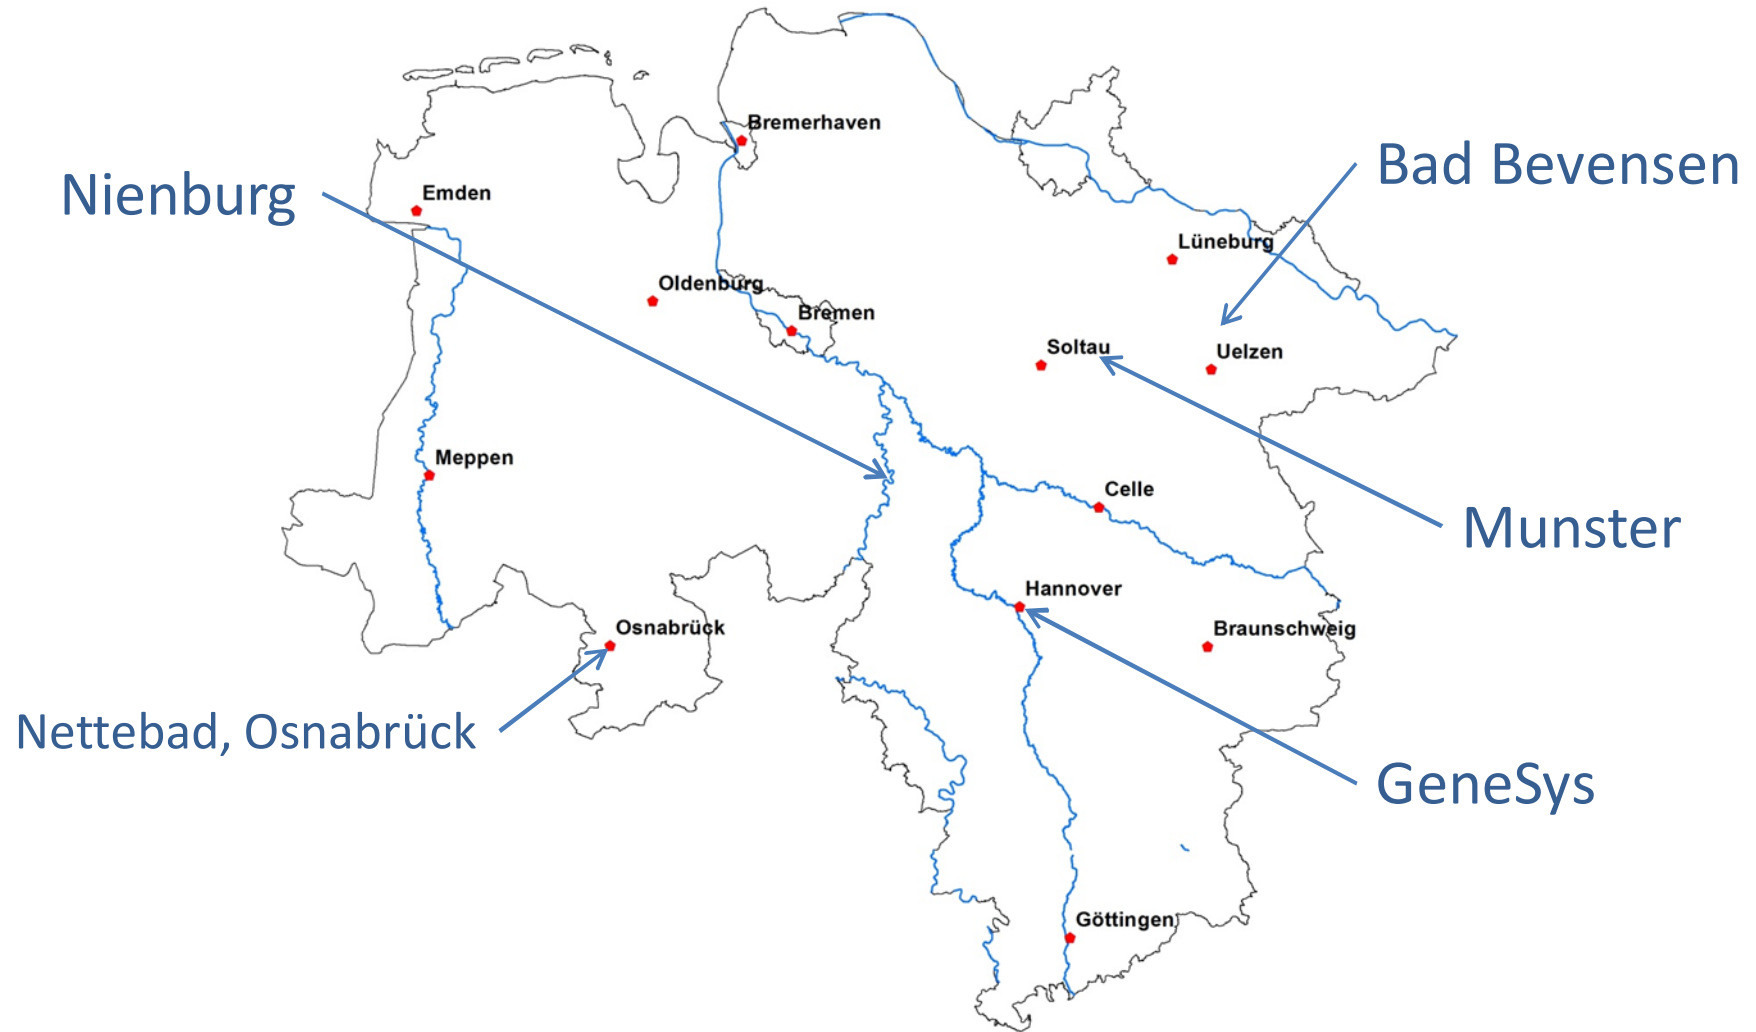 Bremerhaven
Bad Bevensen
Nienburg
Emden
Lüneburg
Oldenburg
Bremen
Soltau
Uelzen
Meppen
Celle
Munster
Hannover
Osnabrück
Braunschweig
Nettebad, Osnabrück
GeneSys
Göttingen